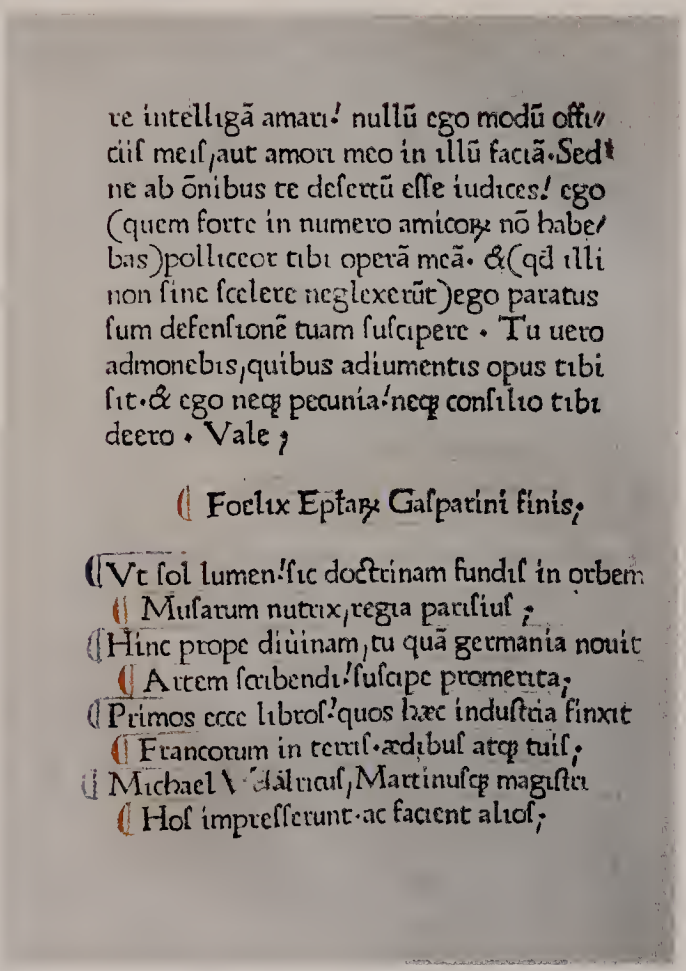 re intelligā amari! nullū ego modū offi//
ciiſ meiſ,aut amori meo in illū faciā.Sed
ne ab ōnibus te deſertū eſſe iudices! ego
(quem forte in numero amicoꝝ nō habe/
bas)polliceor tibi operā meā. &(qd illi
non ſine ſcelere neglexerūt)ego paratus
ſum defenſionē tuam ſuſcipere . Tu uero
admonebis,quibus adiumentis opus tibi
ſit.& ego neqꝫ pecunia!neqꝫ conſilio tibi
deero . Vale ;
⸿ Foelix Epŀaꝝ Gaſparini finis;
⸿ Vt ſol lumen!ſic doctrinam fundiſ in orbem
⸿ Muſarum nutrix,regia pariſiuſ ;
⸿ Hinc prope diuinam,tu quā germania nouit
⸿ Artem ſcribendi!ſuſcipe promerita;
⸿ Primos ecce libroſ!quos hæc induſtria finxit
⸿ Francorum in terriſ.ædibuſ atqꝫ tuiſ;
⸿ Michael Martinuſqꝫ magiſtri
⸿ Hoſ impreſſerunt.ac facient alioſ;